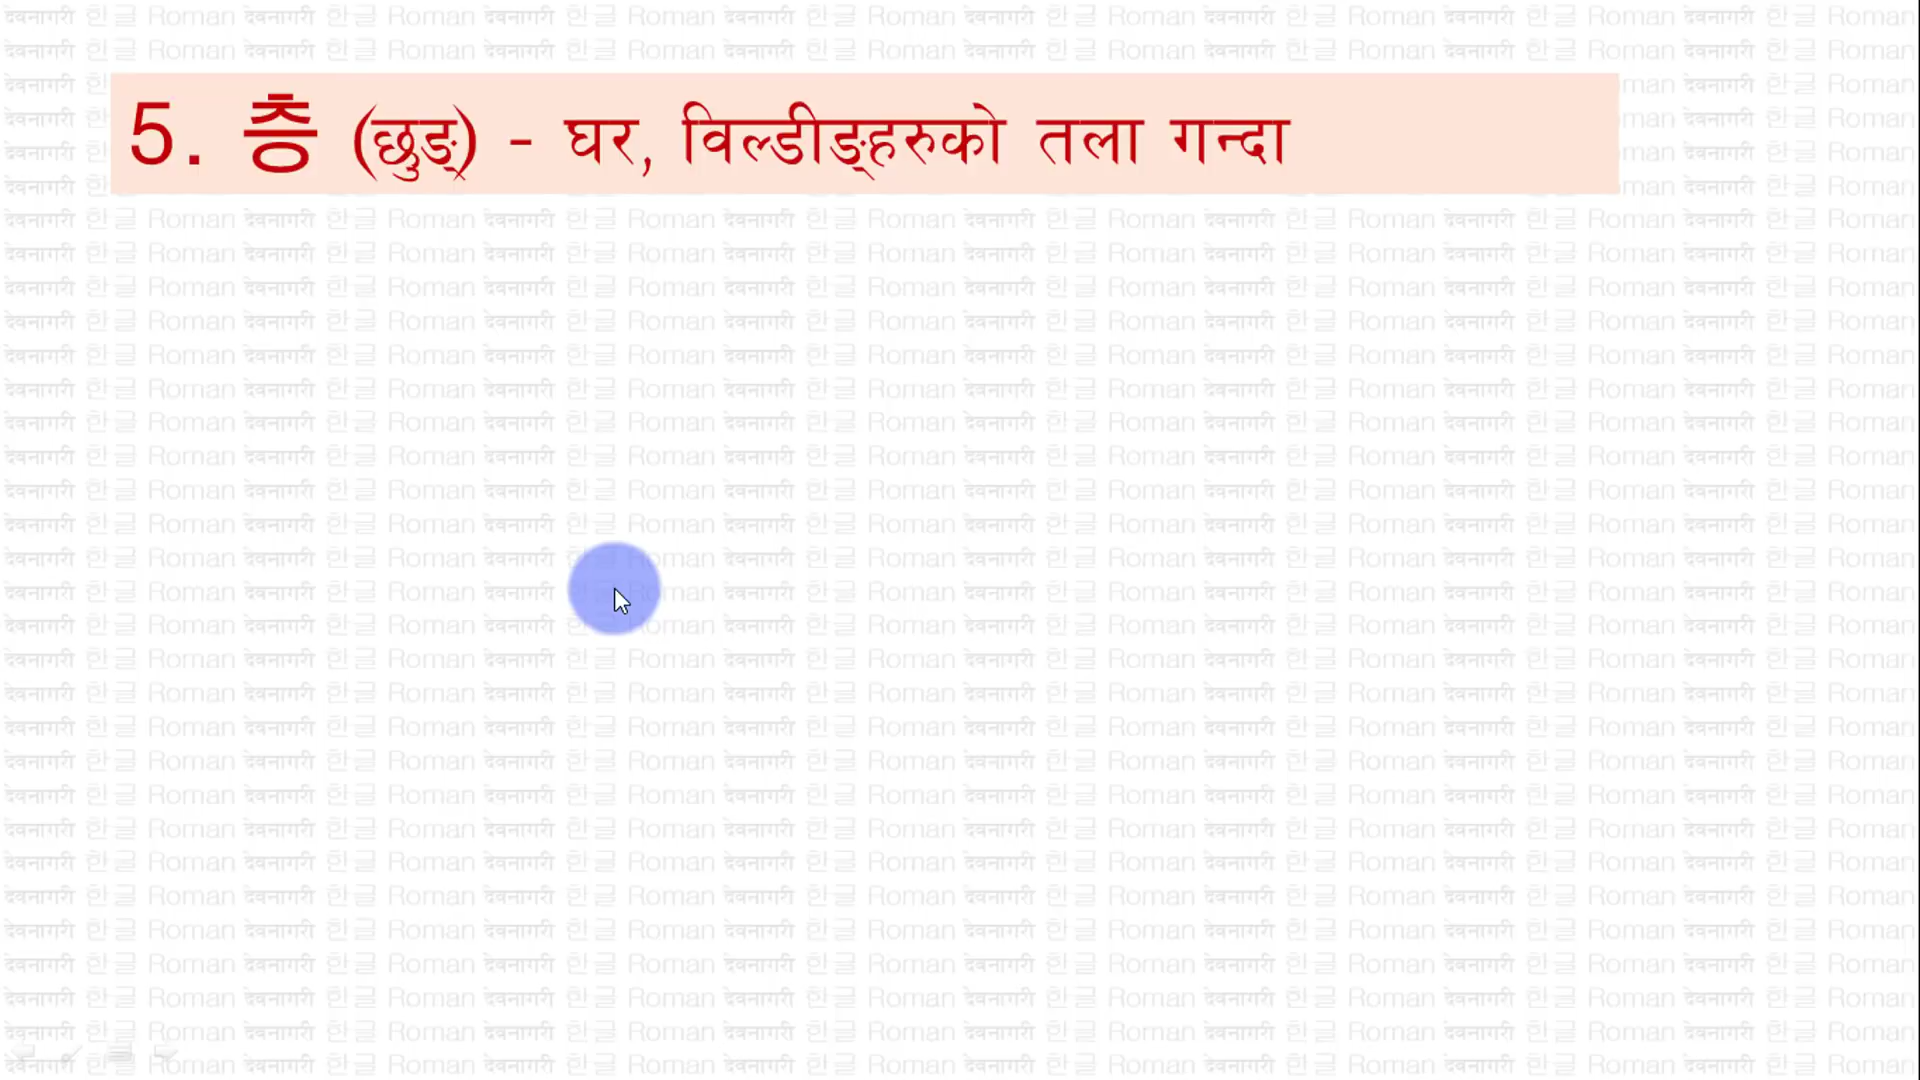 5. 층 (छुङ्) - घर, विल्डीङ्हरुको तला गन्दा